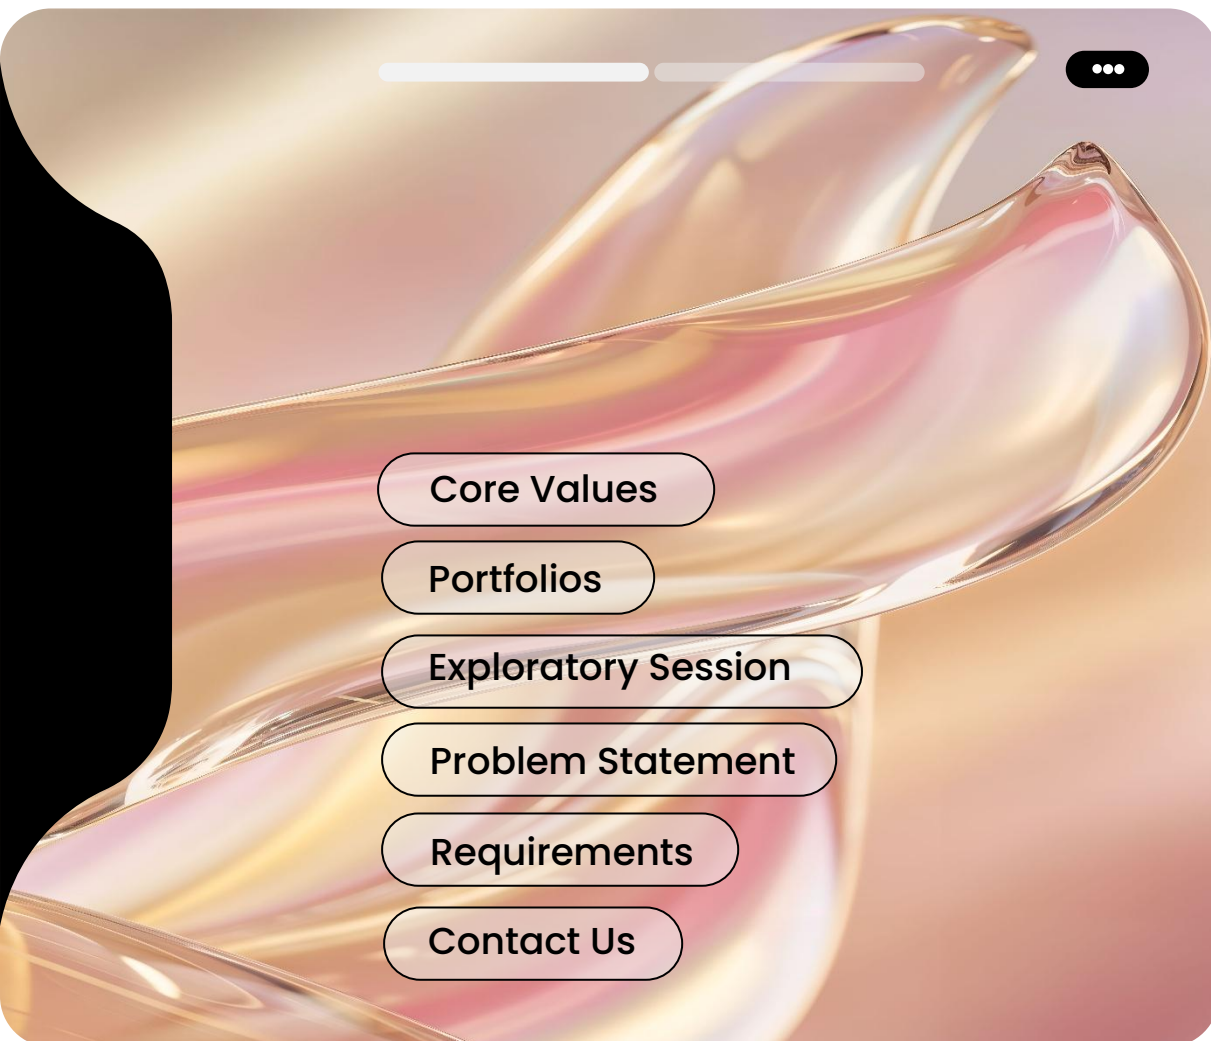 Core Values
Portfolios
Exploratory Session
Problem Statement
Requirements
Contact Us